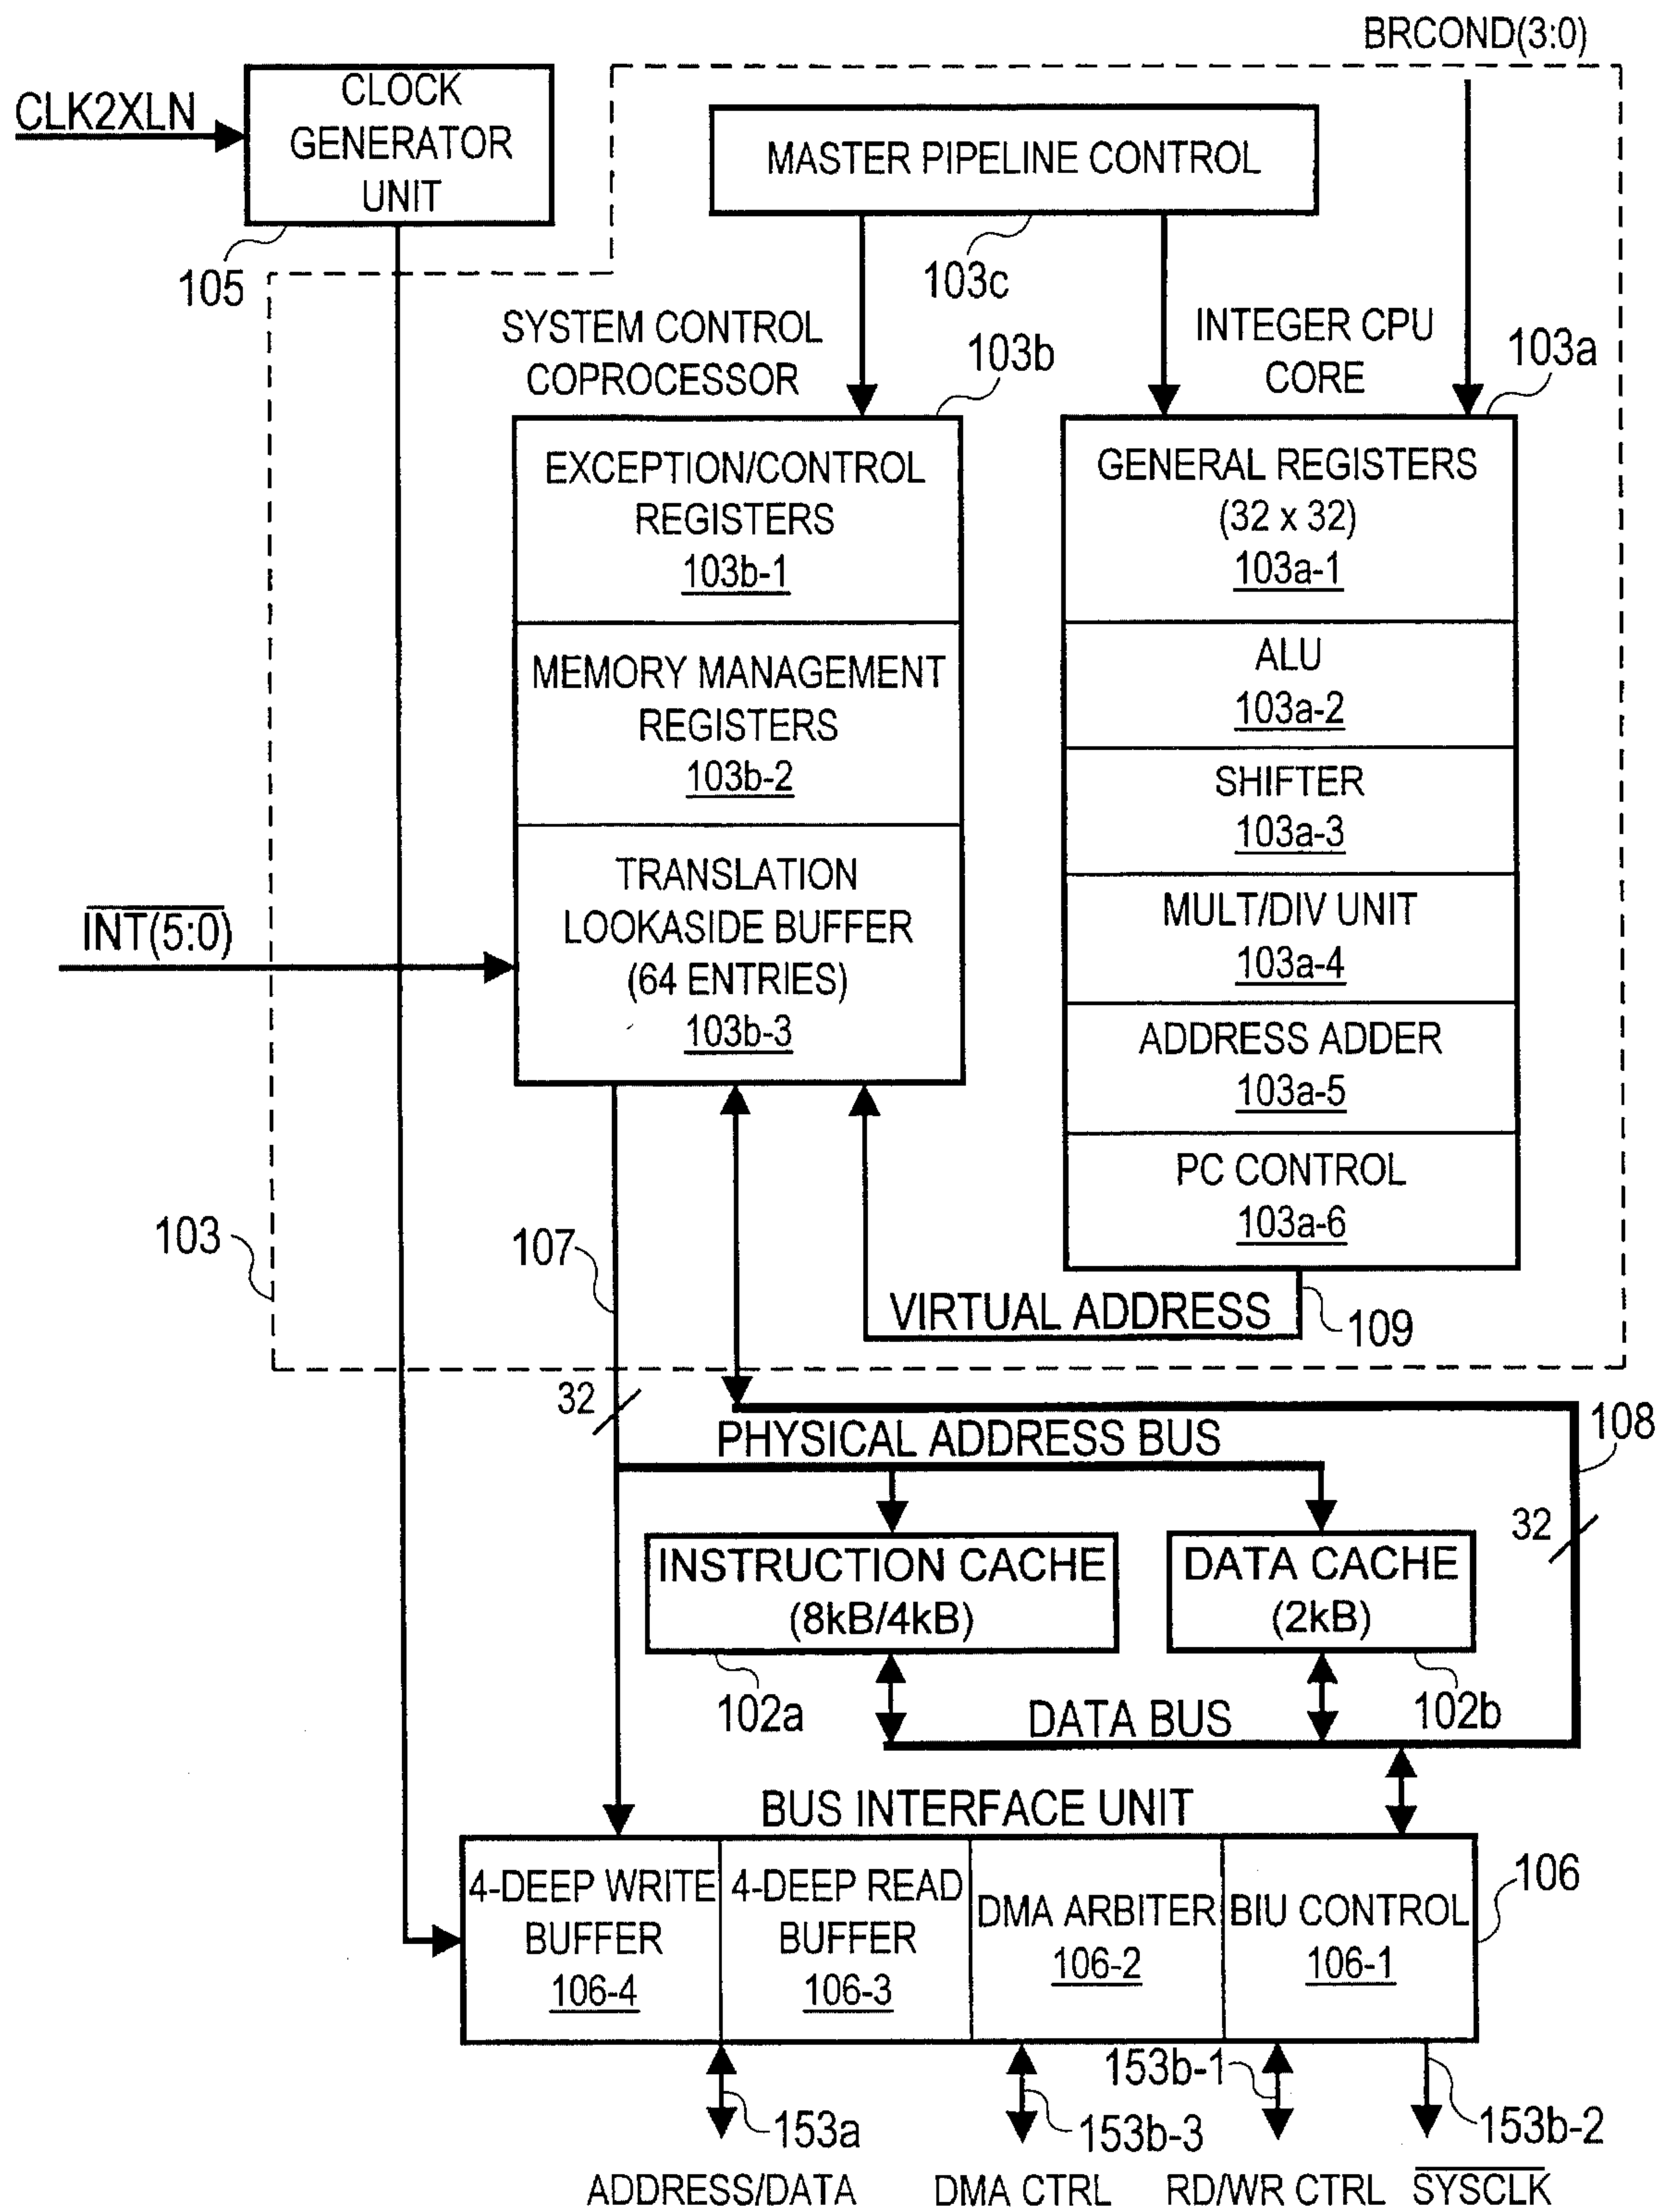 BRCOND(3:0)
CLK2XLN
CLOCK
GENERATOR
UNIT
105
MASTER PIPELINE CONTROL
103c
SYSTEM CONTROL
COPROCESSOR
103b
INTEGER CPU
CORE
103a
EXCEPTION/CONTROL
REGISTERS
103b-1
MEMORY MANAGEMENT
REGISTERS
103b-2
TRANSLATION
LOOKASIDE BUFFER
(64 ENTRIES)
103b-3
GENERAL REGISTERS
(32 x 32)
103a-1
ALU
103a-2
SHIFTER
103a-3
MULT/DIV UNIT
103a-4
ADDRESS ADDER
103a-5
PC CONTROL
103a-6
INT(5:0)
103
107
VIRTUAL ADDRESS
109
32
PHYSICAL ADDRESS BUS
108
32
INSTRUCTION CACHE
(8kB/4kB)
102a
DATA CACHE
(2kB)
102b
DATA BUS
BUS INTERFACE UNIT
106
4-DEEP WRITE
BUFFER
106-4
4-DEEP READ
BUFFER
106-3
DMA ARBITER
106-2
BIU CONTROL
106-1
153a
153b-3
153b-1
153b-2
ADDRESS/DATA
DMA CTRL
RD/WR CTRL
SYSCLK